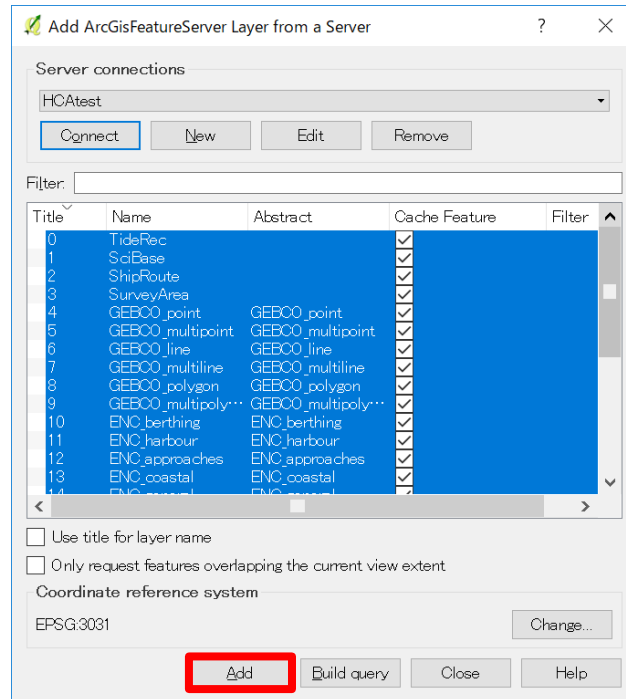 Add ArcGisFeatureServer Layer from a Server ?
Server connections
HCAtest
Connect New Edit Remove
Filter:
Title Name Abstract Cache Feature Filter
0 TideRec
1 SciBase
2 ShipRoute
3 SurveyArea
4 GEBCO_point GEBCO_point
5 GEBCO_multipoint GEBCO_multipoint
6 GEBCO_line GEBCO_line
7 GEBCO_multiline GEBCO_multiline
8 GEBCO_polygon GEBCO_polygon
9 GEBCO_multipoly… GEBCO_multipoly…
10 ENC_berthing ENC_berthing
11 ENC_harbour ENC_harbour
12 ENC_approaches ENC_approaches
13 ENC_coastal ENC_coastal
Use title for layer name
Only request features overlapping the current view extent
Coordinate reference system
EPSG:3031 Change...
Add Build query Close Help